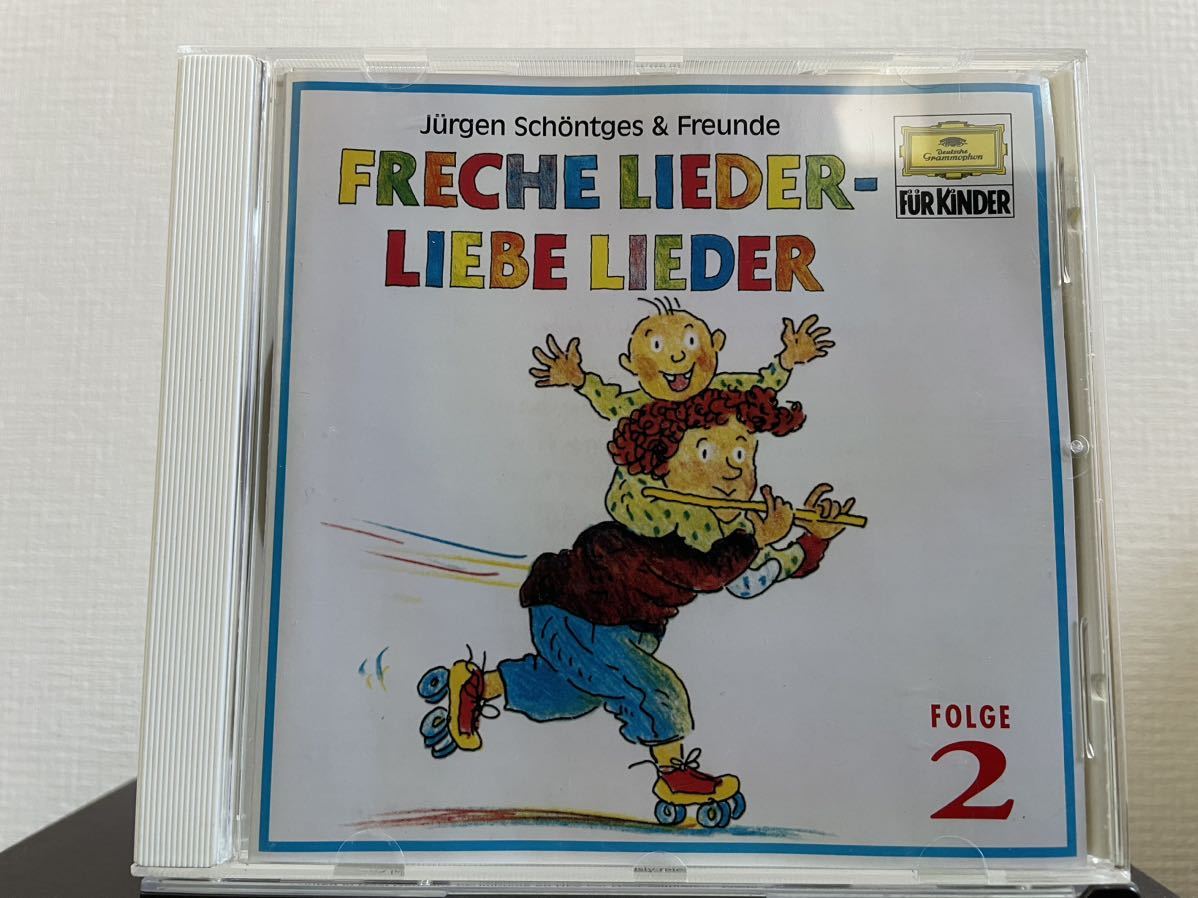 Jürgen Schöntges & Freunde
FRECHE LIEDER-
LIEBE LIEDER
Deutsche
Grammophon
FÜR KiNDER
FOLGE
2